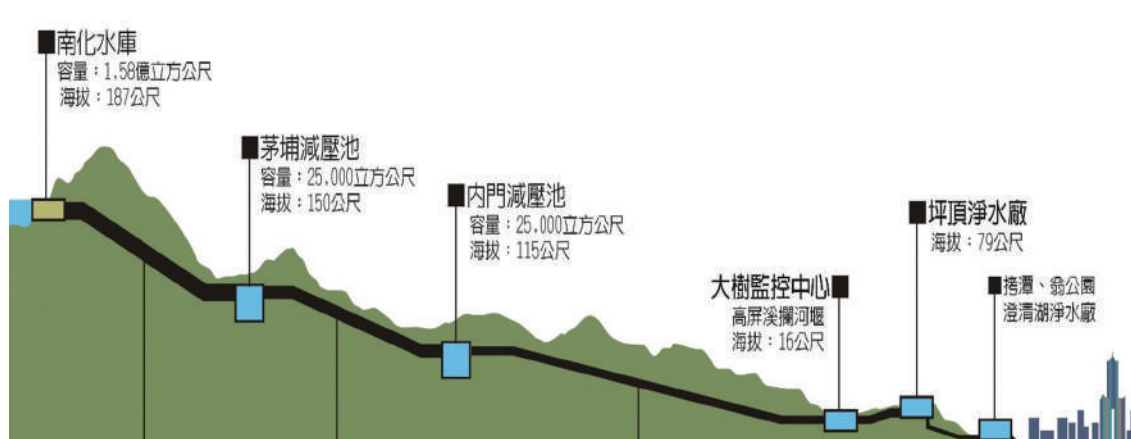 南化水庫
容量：1.58億立方公尺
海拔：187公尺
茅埔減壓池
容量：25.000立方公尺
海拔：150公尺
內門減壓池
容量：25.000立方公尺
海拔：115公尺
大樹監控中心
高屏溪攔河堰
海拔：16公尺
坪頂淨水廠
海拔：79公尺
揞潭、翁公園
澄清湖淨水廠